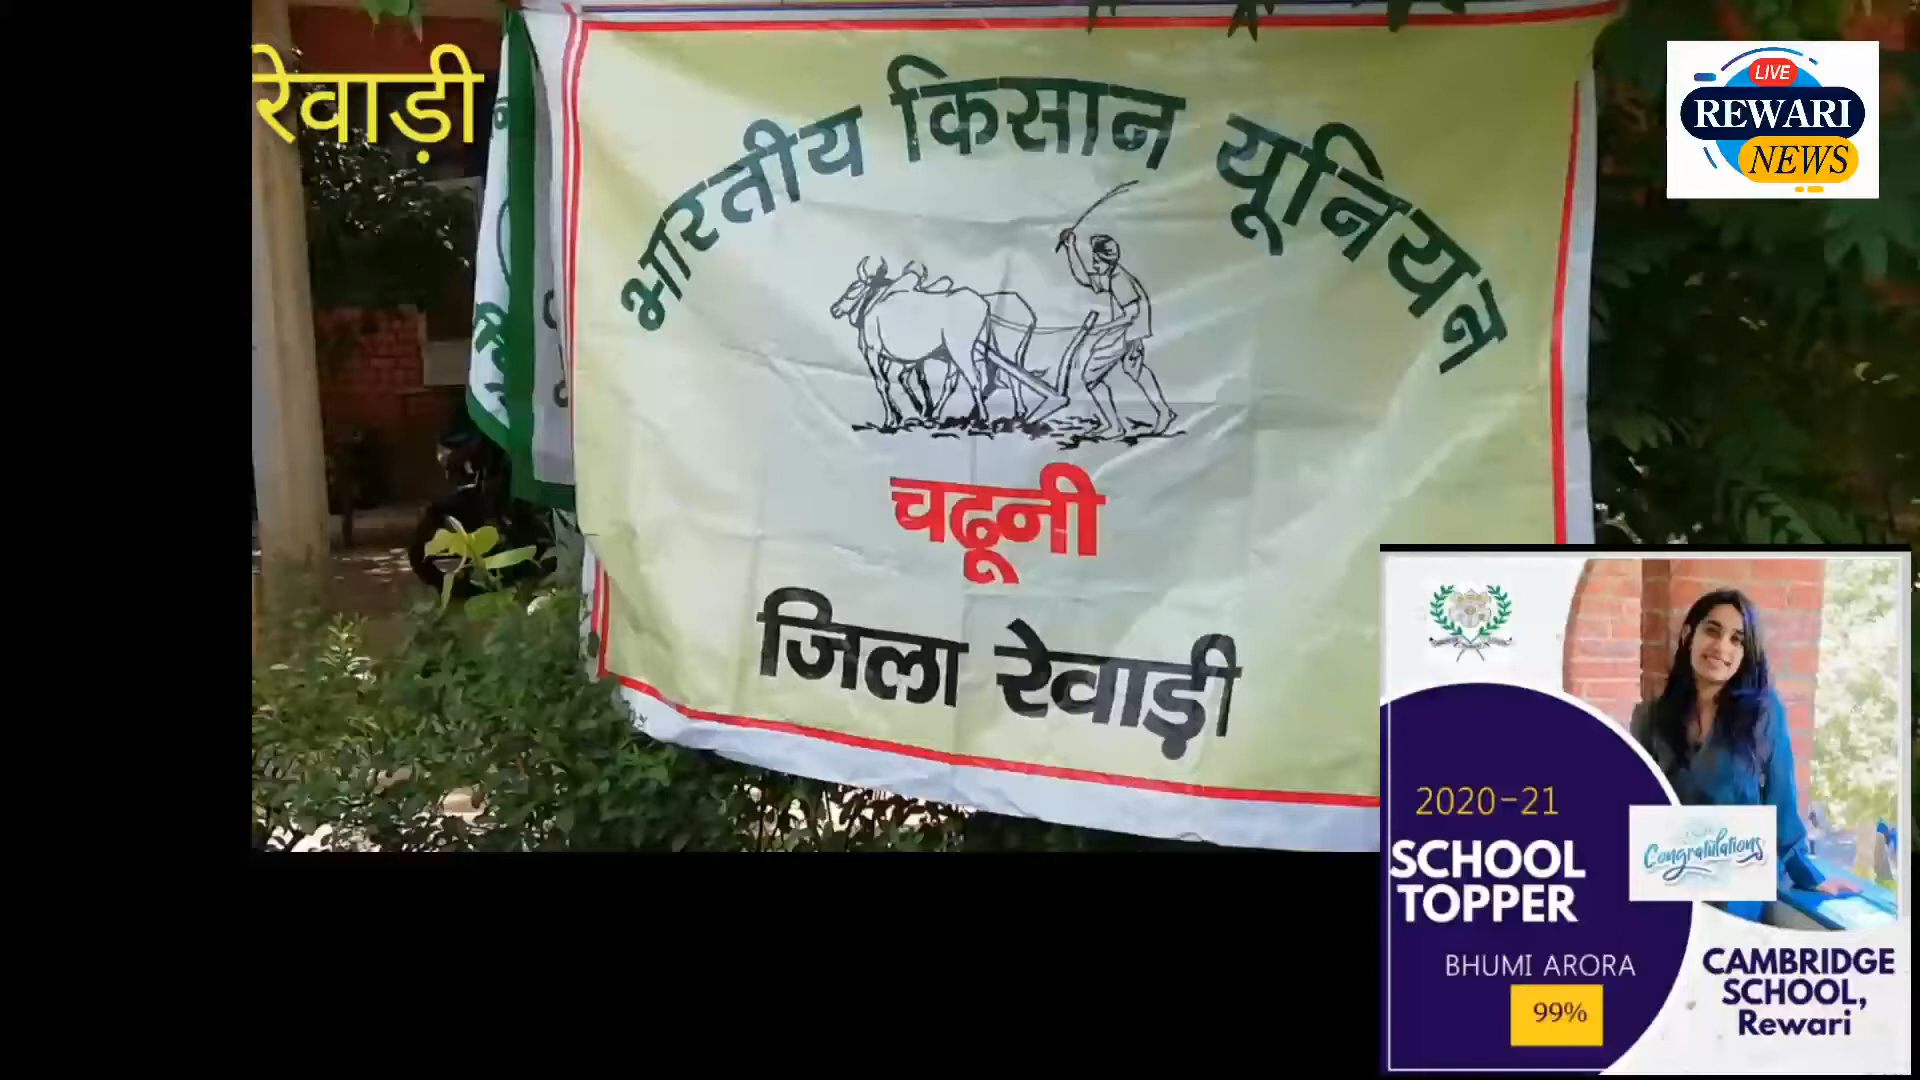 रेवाड़ी
भारतीय किसान यूनियन
चढूनी
जिला रेवाड़ी
LIVE
REWARI
NEWS
2020-21
SCHOOL
TOPPER
BHUMI ARORA
99%
Congratulations
CAMBRIDGE
SCHOOL,
Rewari